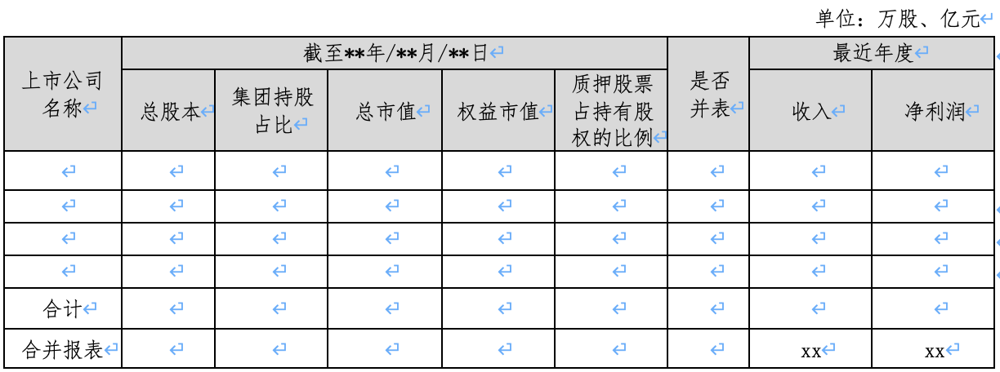 单位：万股、亿元
上市公司
名称
截至**年/**月/**日
是否
并表
最近年度
总股本
集团持股
占比
总市值
权益市值
质押股票
占持有股
权的比例
收入
净利润
合计
合并报表
xx
xx